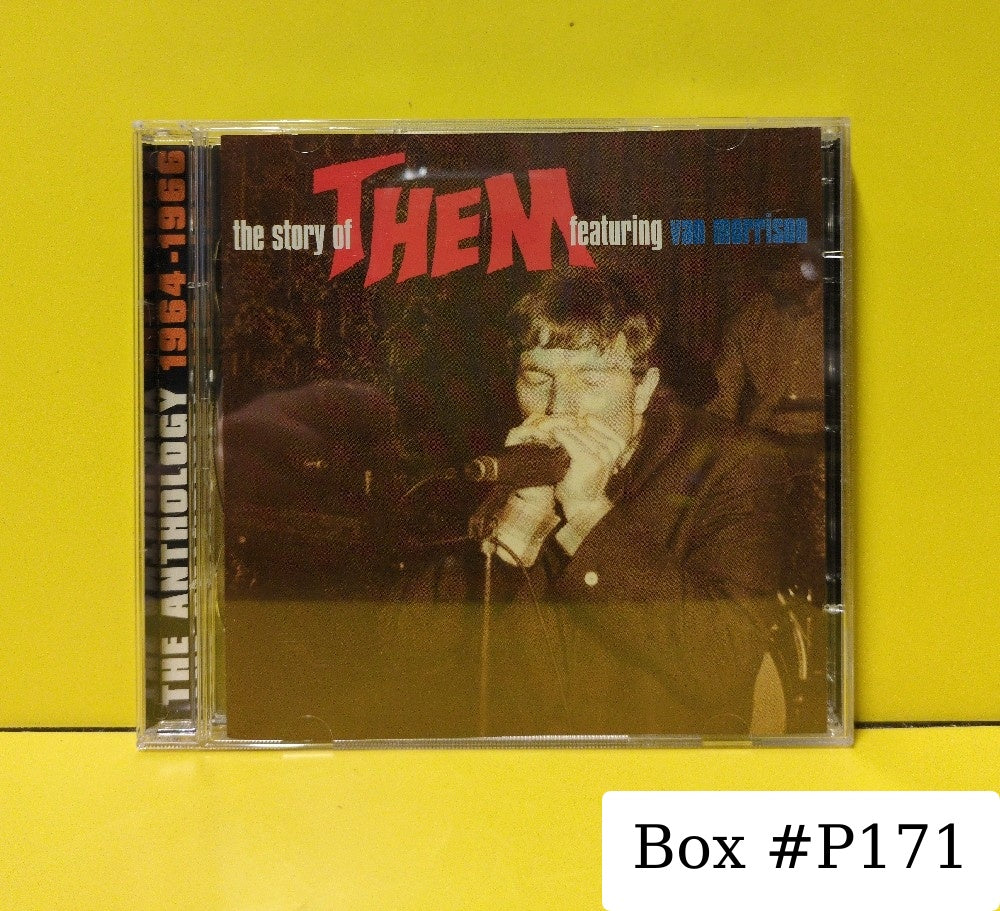 THE ANTHOLOGY 1964-1966
the story of THEM featuring van morrison
Box #P171